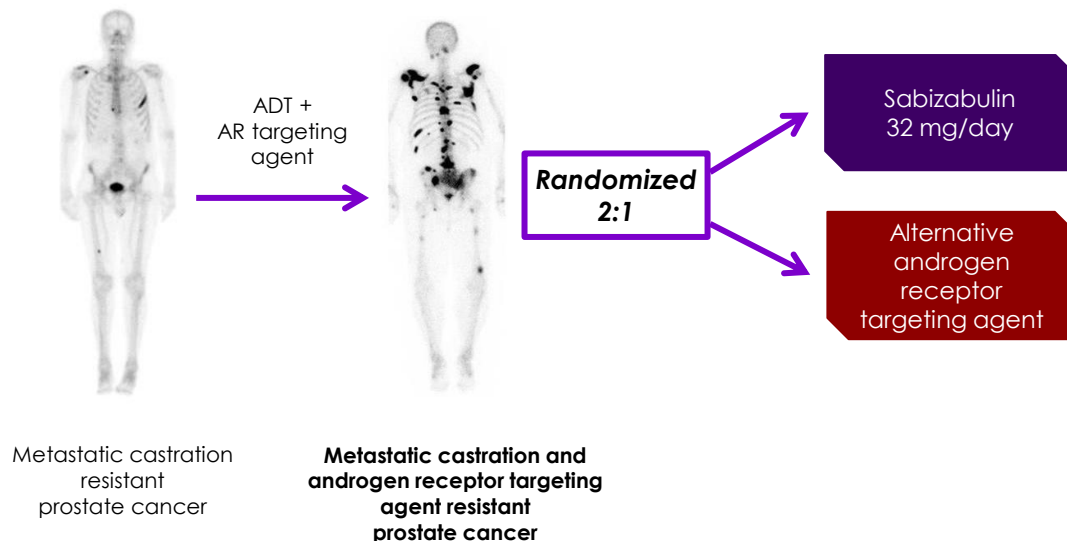 ADT +
AR targeting
agent
Randomized
2:1
Sabizabulin
32 mg/day
Alternative
androgen
receptor
targeting agent
Metastatic castration
resistant
prostate cancer
Metastatic castration and
androgen receptor targeting
agent resistant
prostate cancer